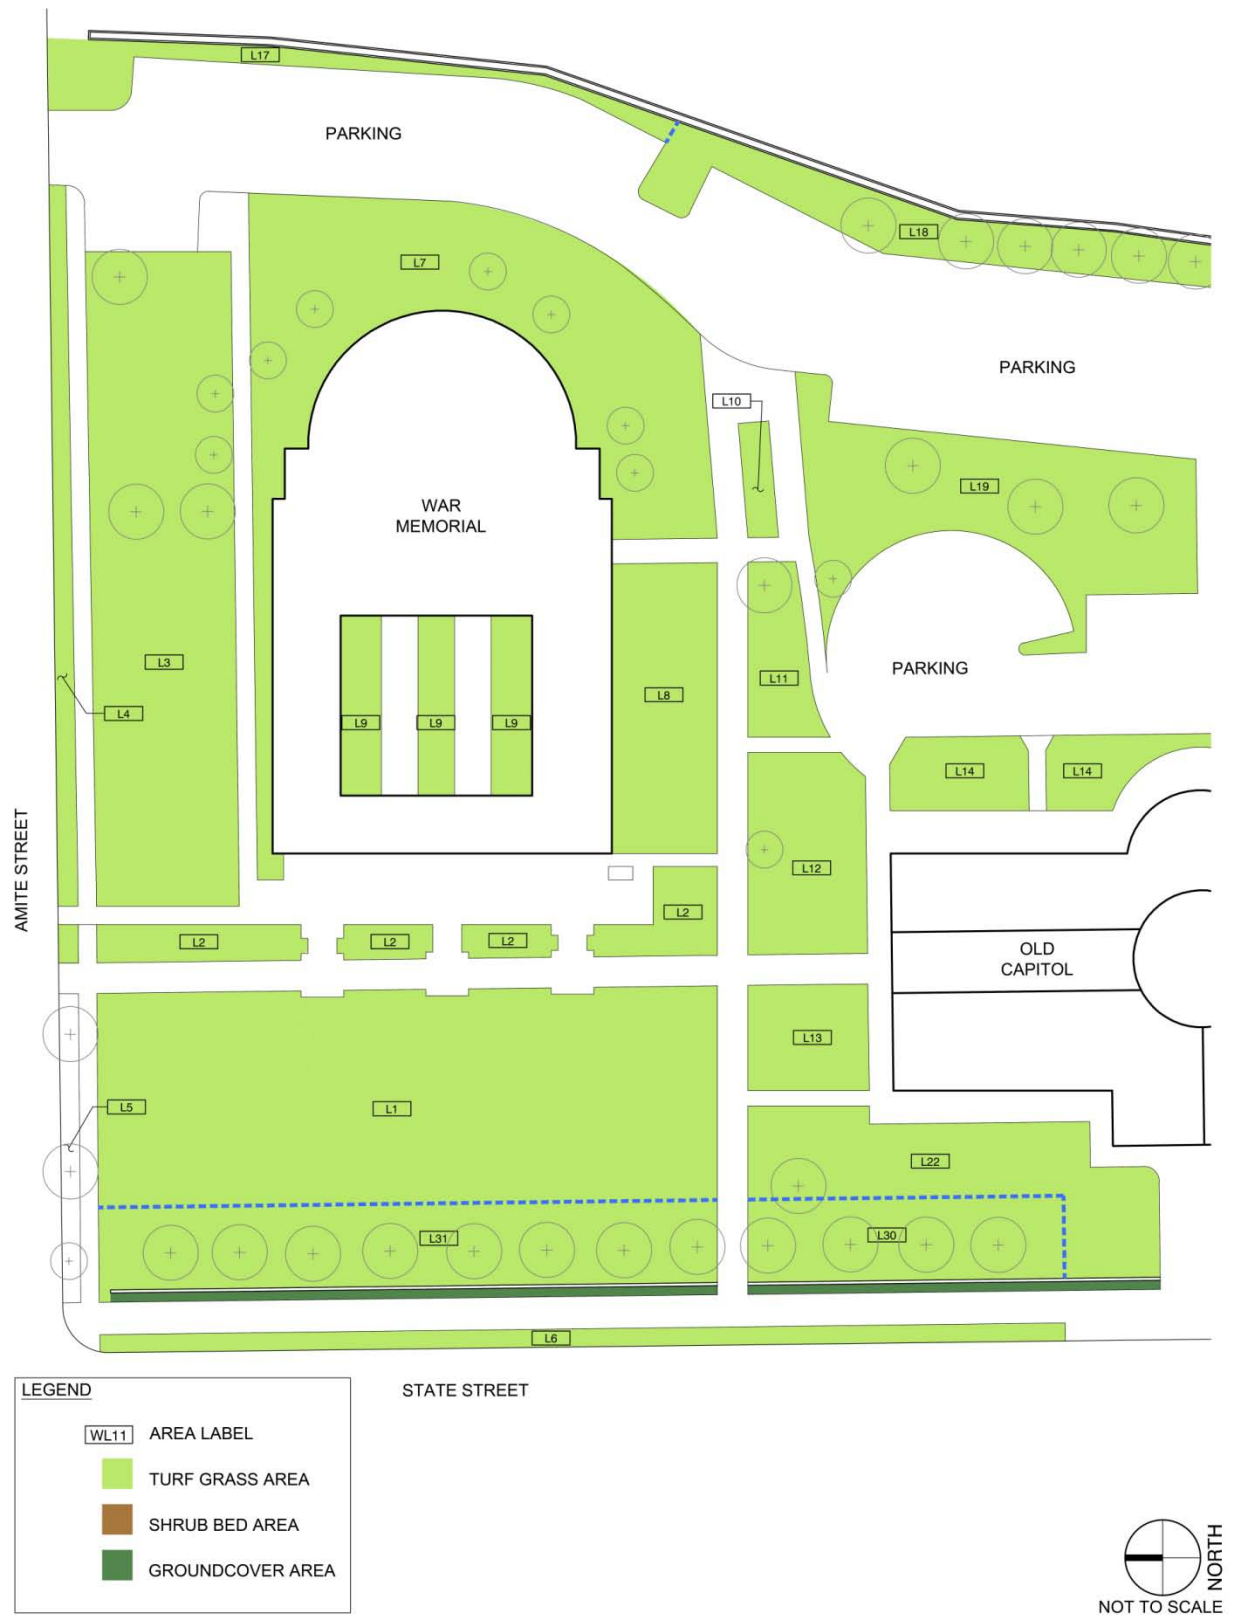 L17
PARKING
L18
L7
PARKING
L10
L19
WAR
MEMORIAL
L3
PARKING
L11
L8
L4
L9
L9
L9
L14
L14
AMITE STREET
L12
L2
L2
L2
L2
OLD
CAPITOL
L13
L5
L1
L22
L31
L30
L6
LEGEND
STATE STREET
WL11 AREA LABEL
TURF GRASS AREA
SHRUB BED AREA
GROUNDCOVER AREA
NORTH
NOT TO SCALE